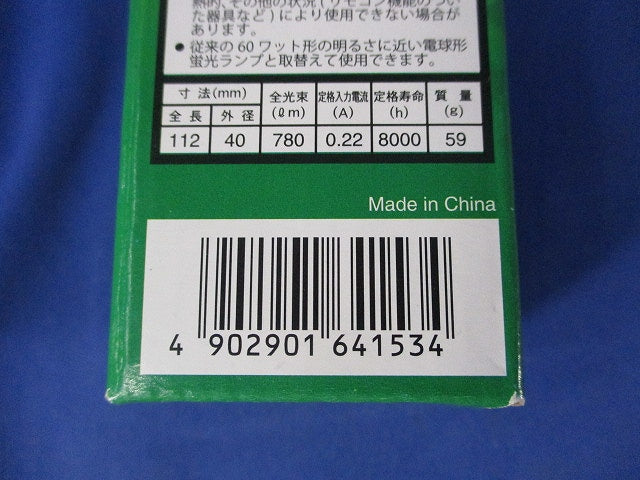 熱的、その他の状況(リモコン機能のつい
た器具など)により使用できない場合が
あります。
● 従来の60ワット形の明るさに近い電球形
蛍光ランプと取替えて使用できます。
寸 法(mm) 全光束 定格入力電流 定格寿命 質 量
全 長 外 径 (ℓm) (A) (h) (g)
112 40 780 0.22 8000 59
Made in China
4 902901 641534